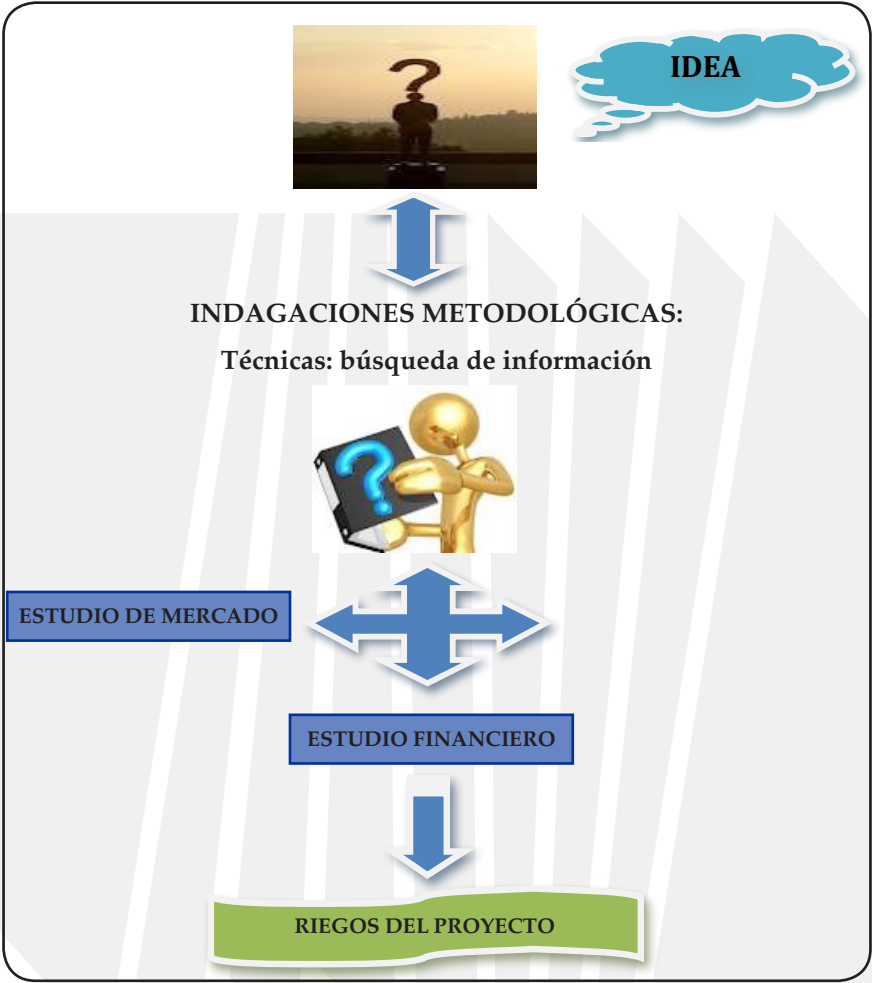 IDEA
INDAGACIONES METODOLÓGICAS:
Técnicas: búsqueda de información
ESTUDIO DE MERCADO
ESTUDIO FINANCIERO
RIEGOS DEL PROYECTO